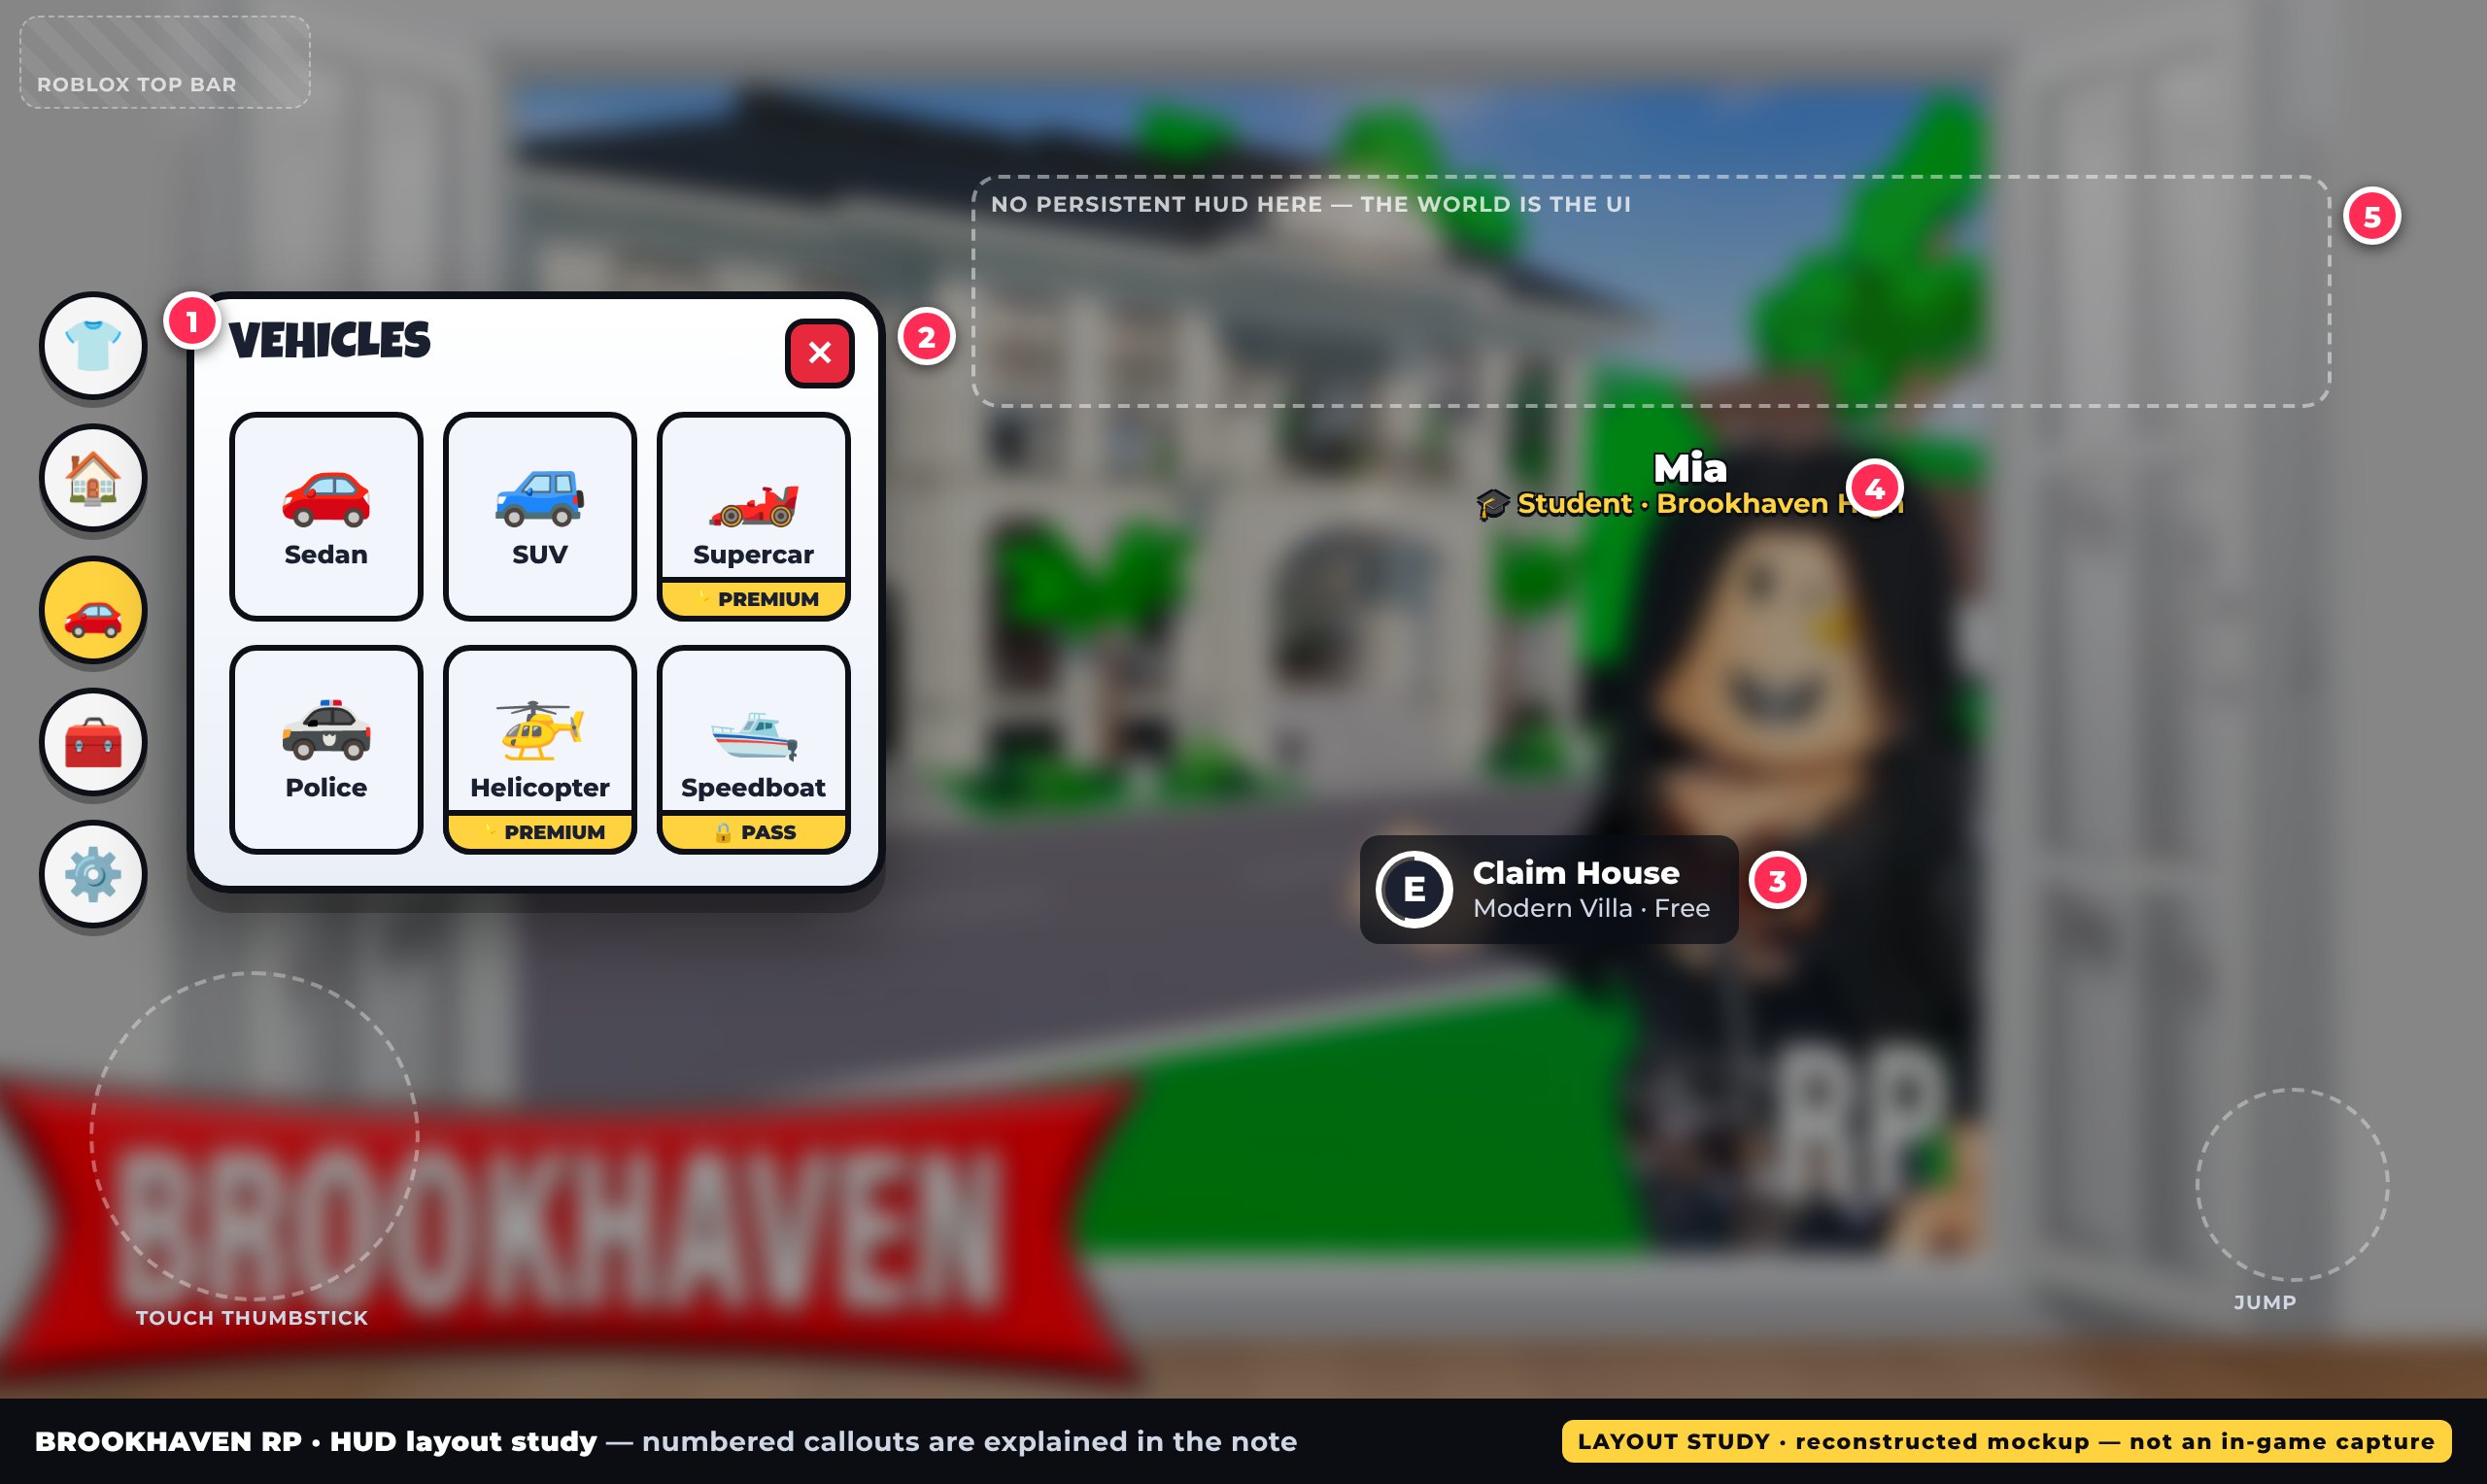 ROBLOX TOP BAR
NO PERSISTENT HUD HERE — THE WORLD IS THE UI
5
1
VEHICLES
✕
2
Sedan
SUV
Supercar
PREMIUM
Police
Helicopter
PREMIUM
Speedboat
🔒 PASS
Mia
🎓 Student · Brookhaven
4
E
Claim House
Modern Villa · Free
3
RP
BROOKHAVEN
TOUCH THUMBSTICK
JUMP
BROOKHAVEN RP · HUD layout study — numbered callouts are explained in the note
LAYOUT STUDY · reconstructed mockup — not an in-game capture